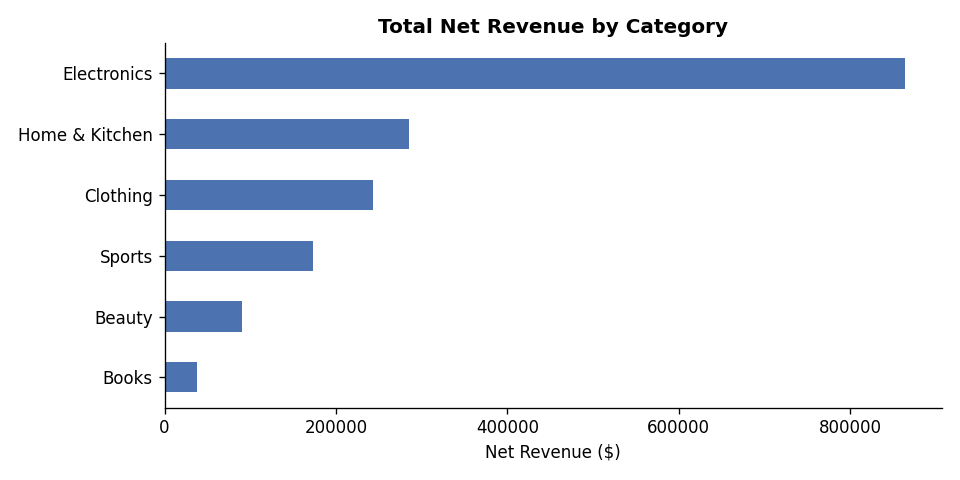 Total Net Revenue by Category
Electronics
Home & Kitchen
Clothing
Sports
Beauty
Books
0 200000 400000 600000 800000
Net Revenue ($)